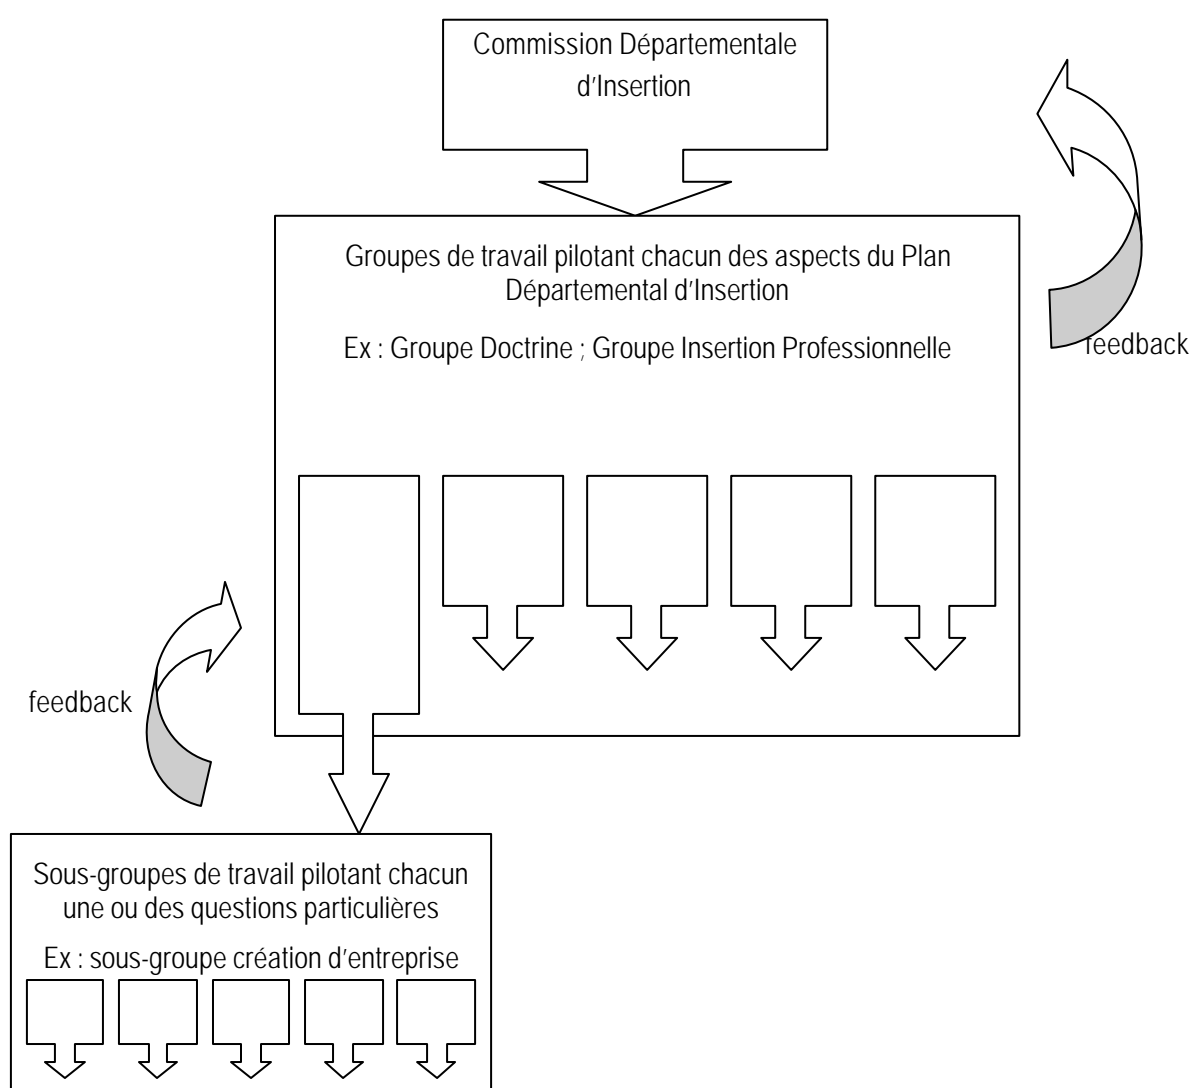 Commission Départementale
d'Insertion
Groupes de travail pilotant chacun des aspects du Plan
Départemental d'Insertion
Ex : Groupe Doctrine ; Groupe Insertion Professionnelle
feedback
feedback
Sous-groupes de travail pilotant chacun
une ou des questions particulières
Ex : sous-groupe création d'entreprise